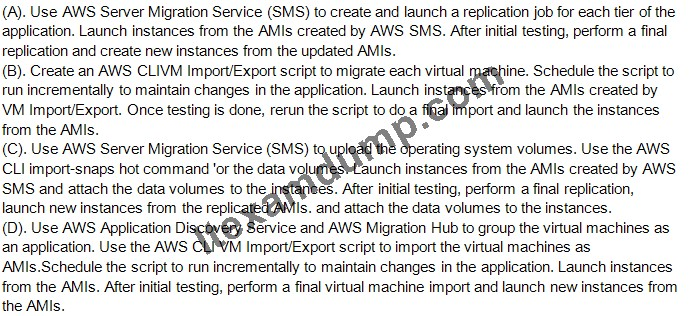 (A). Use AWS Server Migration Service (SMS) to create and launch a replication job for each tier of the
application. Launch instances from the AMIs created by AWS SMS. After initial testing, perform a final
replication and create new instances from the updated AMIs.
(B). Create an AWS CLIVM Import/Export script to migrate each virtual machine. Schedule the script to
run incrementally to maintain changes in the application. Launch instances from the AMIs created by
VM Import/Export. Once testing is done, rerun the script to do a final import and launch the instances
from the AMIs.
(C). Use AWS Server Migration Service (SMS) to upload the operating system volumes. Use the AWS
CLI import-snaps hot command 'or the data volumes. Launch instances from the AMIs created by AWS
SMS and attach the data volumes to the instances. After initial testing, perform a final replication,
launch new instances from the replicated AMIs. and attach the data volumes to the instances.
(D). Use AWS Application Discovery Service and AWS Migration Hub to group the virtual machines as
an application. Use the AWS CLI VM Import/Export script to import the virtual machines as
AMIs.Schedule the script to run incrementally to maintain changes in the application. Launch instances
from the AMIs. After initial testing, perform a final virtual machine import and launch new instances from
the AMIs.
itexamdump.com